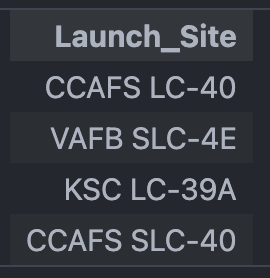 Launch_Site
CCAFS LC-40
VAFB SLC-4E
KSC LC-39A
CCAFS SLC-40